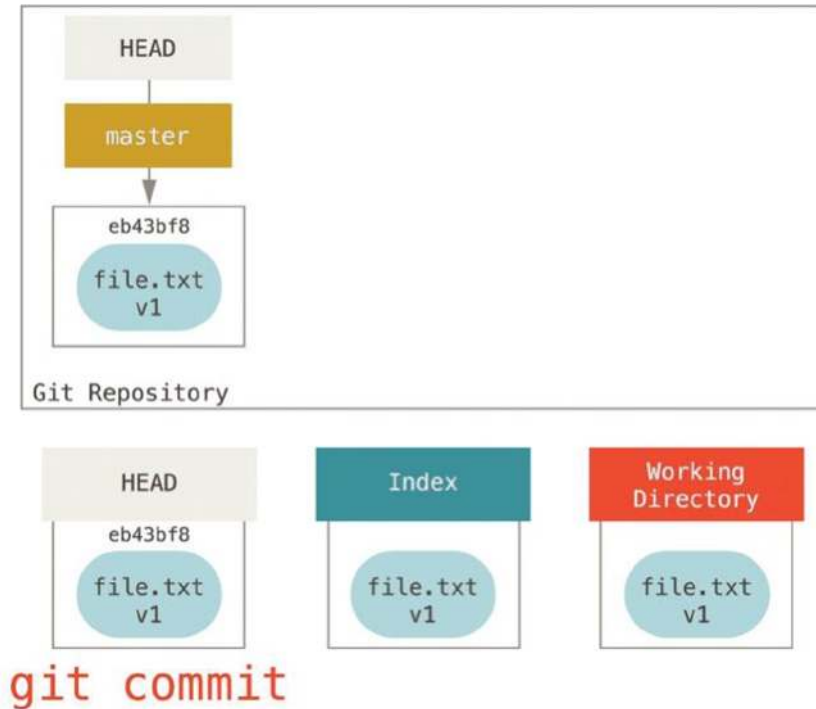 HEAD
master
eb43bf8
file.txt
v1
Git Repository
HEAD
Index
Working
Directory
eb43bf8
file.txt
v1
file.txt
v1
file.txt
v1
git commit